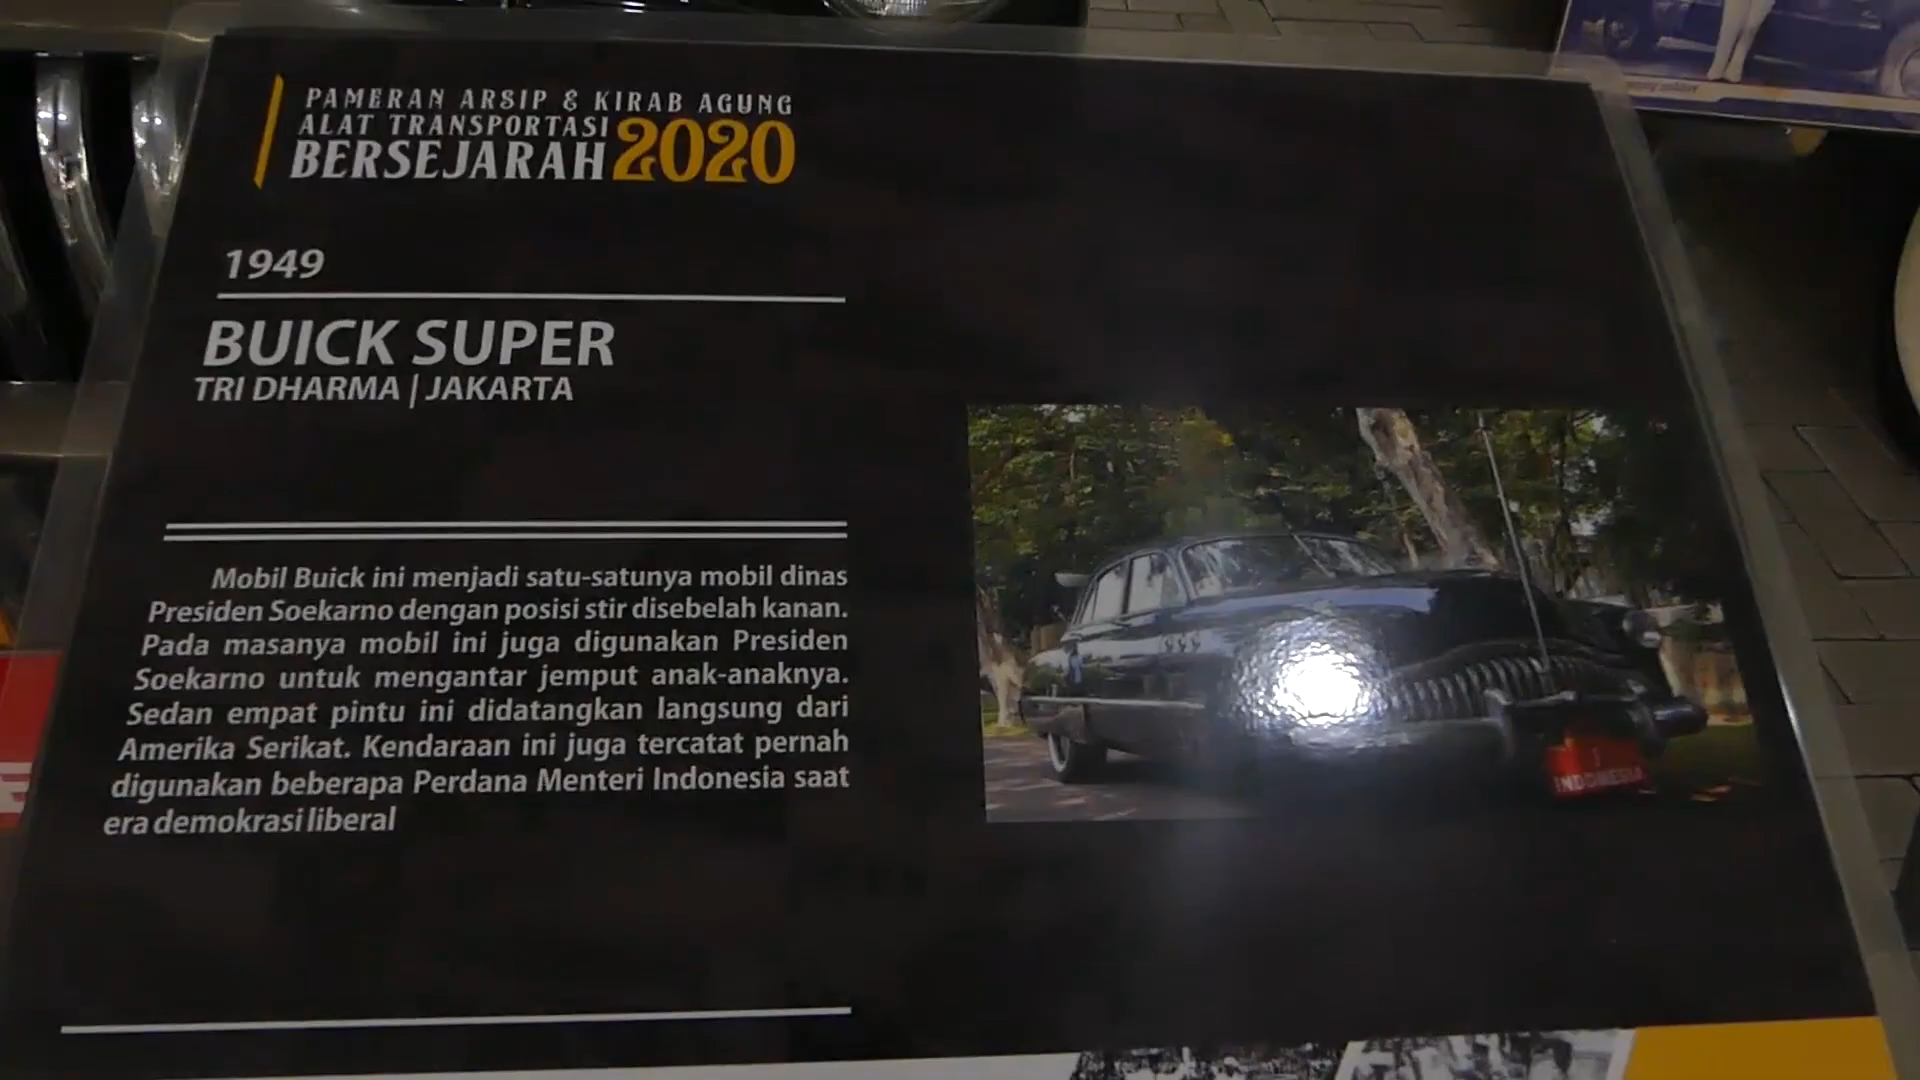 PAMERAN ARSIP & KIRAB AGUNG
ALAT TRANSPORTASI
BERSEJARAH 2020
1949
BUICK SUPER
TRI DHARMA | JAKARTA
Mobil Buick ini menjadi satu-satunya mobil dinas
Presiden Soekarno dengan posisi stir disebelah kanan.
Pada masanya mobil ini juga digunakan Presiden
Soekarno untuk mengantar jemput anak-anaknya.
Sedan empat pintu ini didatangkan langsung dari
Amerika Serikat. Kendaraan ini juga tercatat pernah
digunakan beberapa Perdana Menteri Indonesia saat
era demokrasi liberal
1
INDONESIA